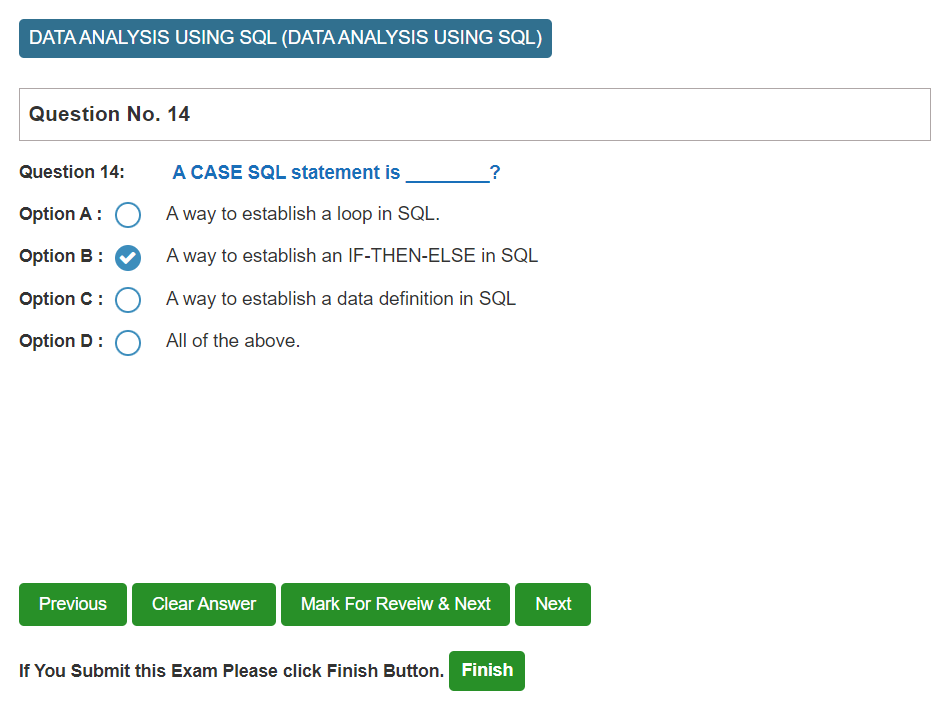 DATA ANALYSIS USING SQL (DATA ANALYSIS USING SQL)
Question No. 14
Question 14: A CASE SQL statement is ________?
Option A : A way to establish a loop in SQL.
Option B : A way to establish an IF-THEN-ELSE in SQL
Option C : A way to establish a data definition in SQL
Option D : All of the above.
Previous Clear Answer Mark For Reveiw & Next Next
If You Submit this Exam Please click Finish Button. Finish